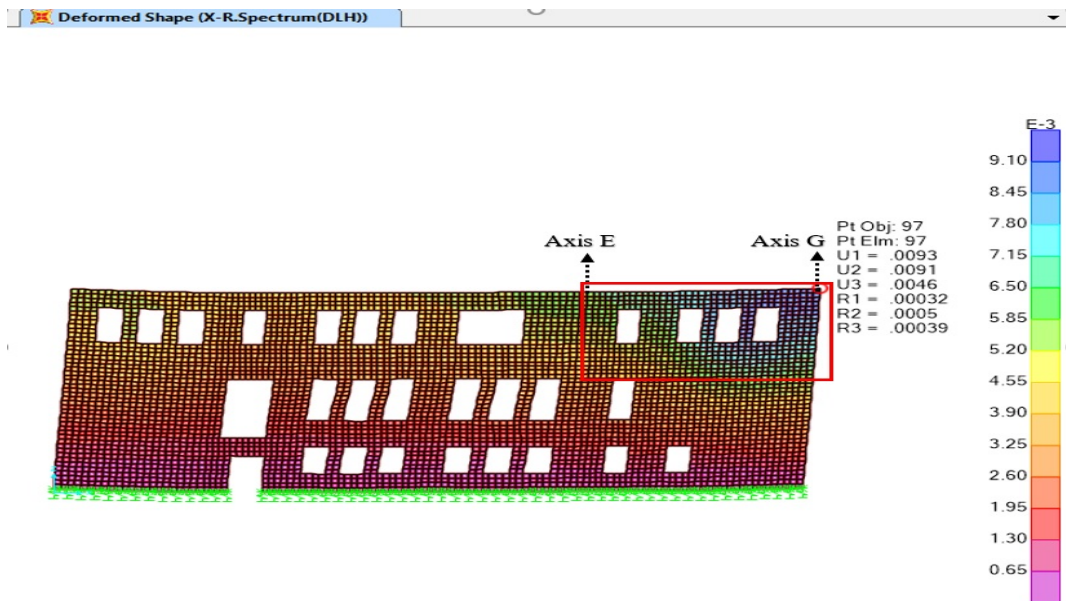 Deformed Shape (X-R.Spectrum(DLH))
E-3
9.10
8.45
7.80
7.15
6.50
5.85
5.20
4.55
3.90
3.25
2.60
1.95
1.30
0.65
Axis E
Axis G
Pt Obj: 97
Pt Elm: 97
U1 = .0093
U2 = .0091
U3 = .0046
R1 = .00032
R2 = .0005
R3 = .00039